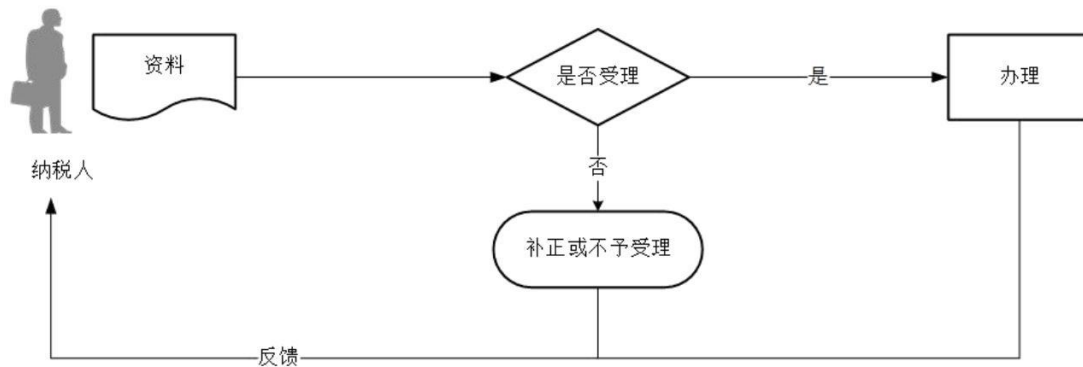 资料
是否受理
是
办理
纳税人
否
补正或不予受理
反馈